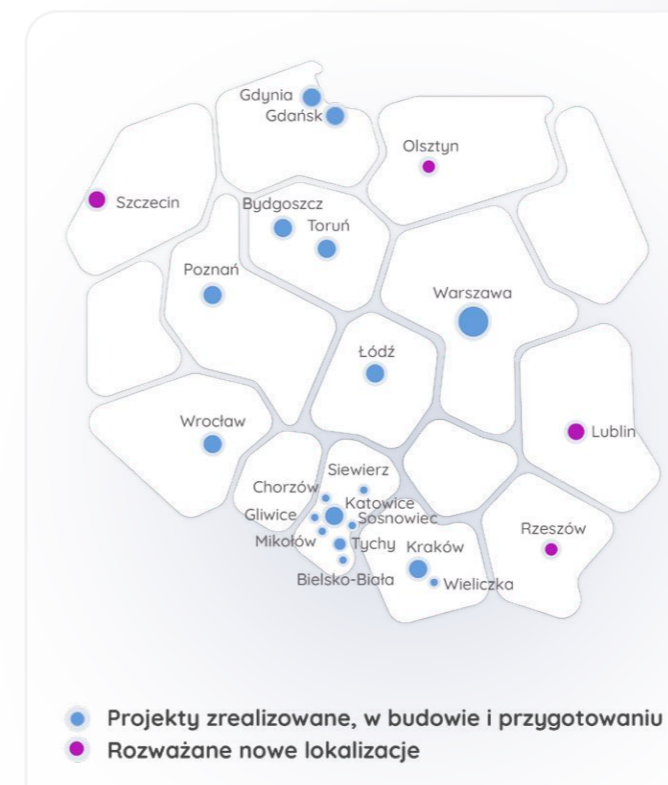 Gdynia
Gdańsk
Olsztyn
Szczecin
Bydgoszcz
Toruń
Poznań
Warszawa
Łódź
Wrocław
Lublin
Siewierz
Chorzów
Katowice
Gliwice
Sosnowiec
Mikołów
Tychy
Kraków
Rzeszów
Bielsko-Biała
Wieliczka
Projekty zrealizowane, w budowie i przygotowaniu
Rozważane nowe lokalizacje